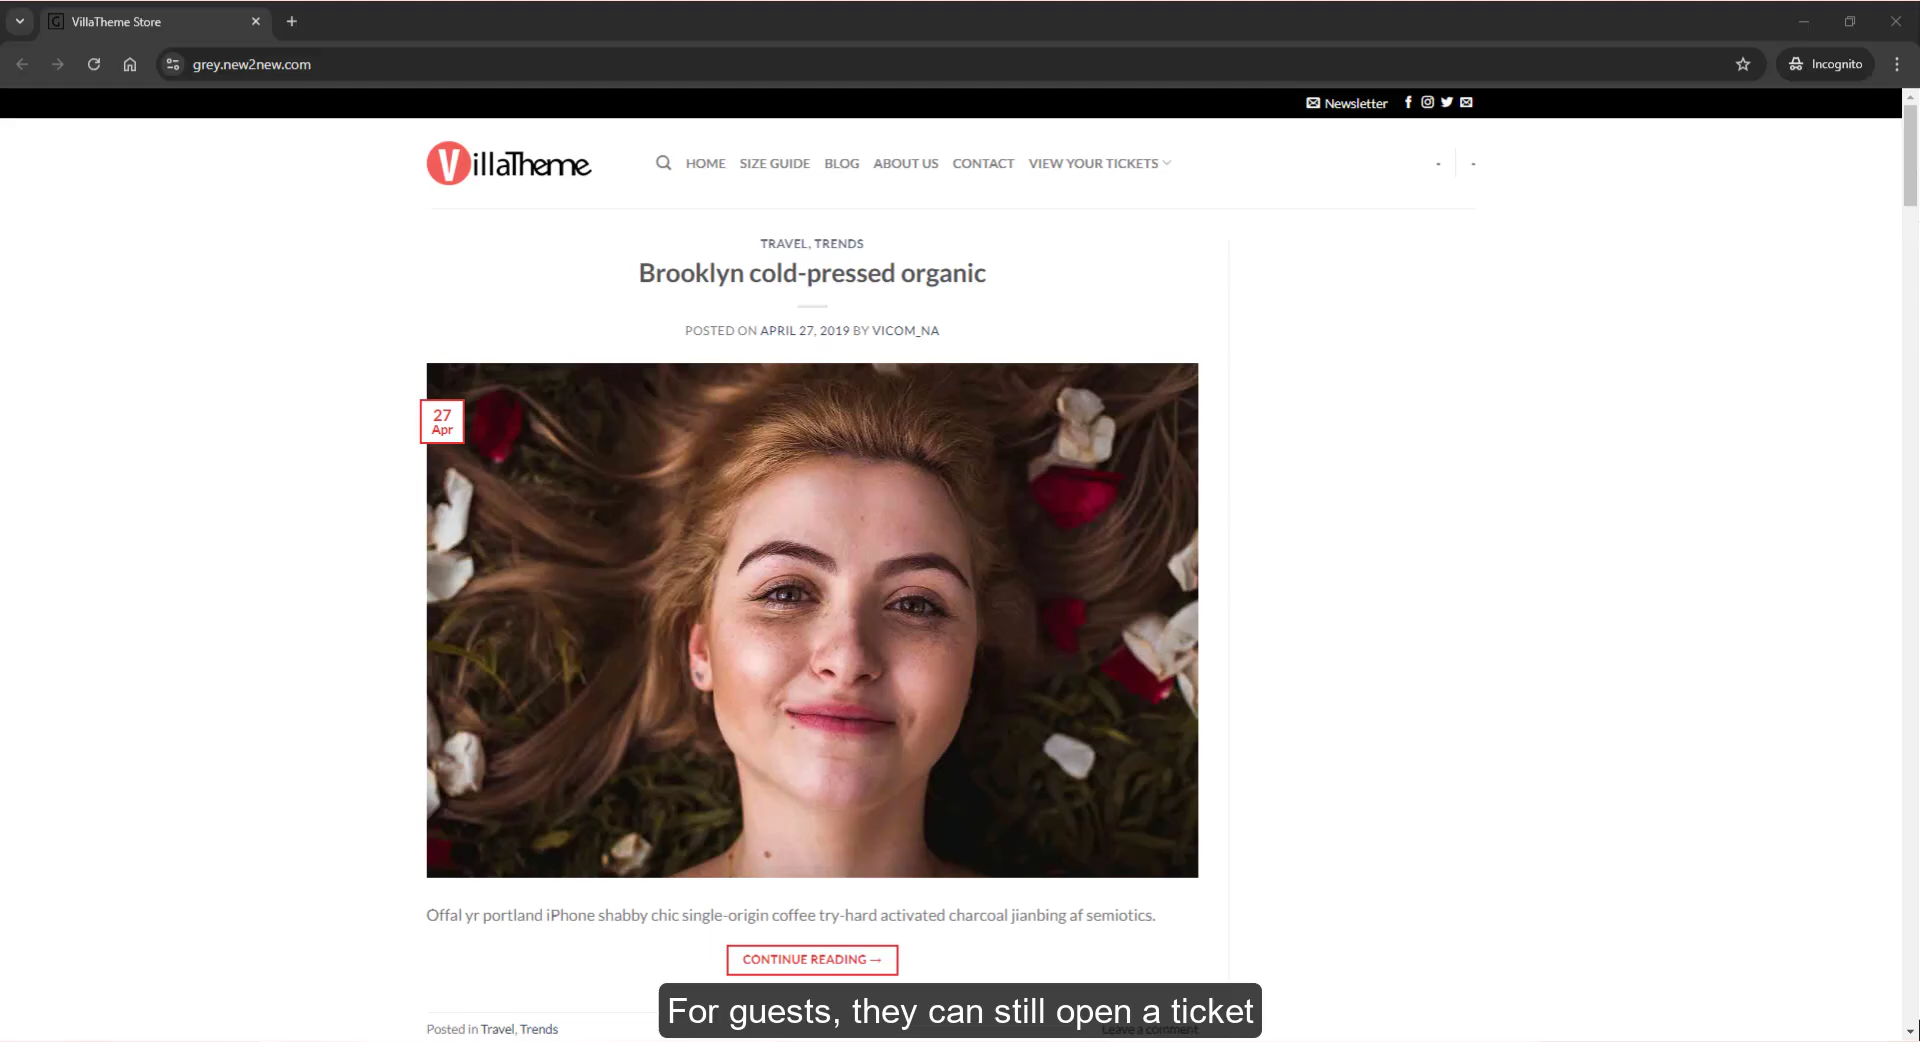 VillaTheme Store
grey.new2new.com
Incognito
Newsletter
VillaTheme
HOME SIZE GUIDE BLOG ABOUT US CONTACT VIEW YOUR TICKETS - -
TRAVEL, TRENDS
Brooklyn cold-pressed organic
POSTED ON APRIL 27, 2019 BY VICOM_NA
27
Apr
Offal yr portland iPhone shabby chic single-origin coffee try-hard activated charcoal jianbing af semiotics.
CONTINUE READING →
For guests, they can still open a ticket
Posted in Travel, Trends
Leave a comment